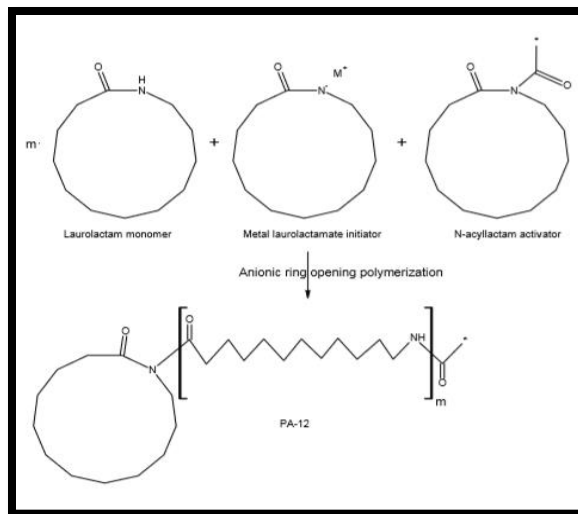 O H N
O N- M+
O N O *
m· + +
Laurolactam monomer Metal laurolactamate initiator N-acyllactam activator
Anionic ring opening polymerization
O N O NH O * m
PA-12